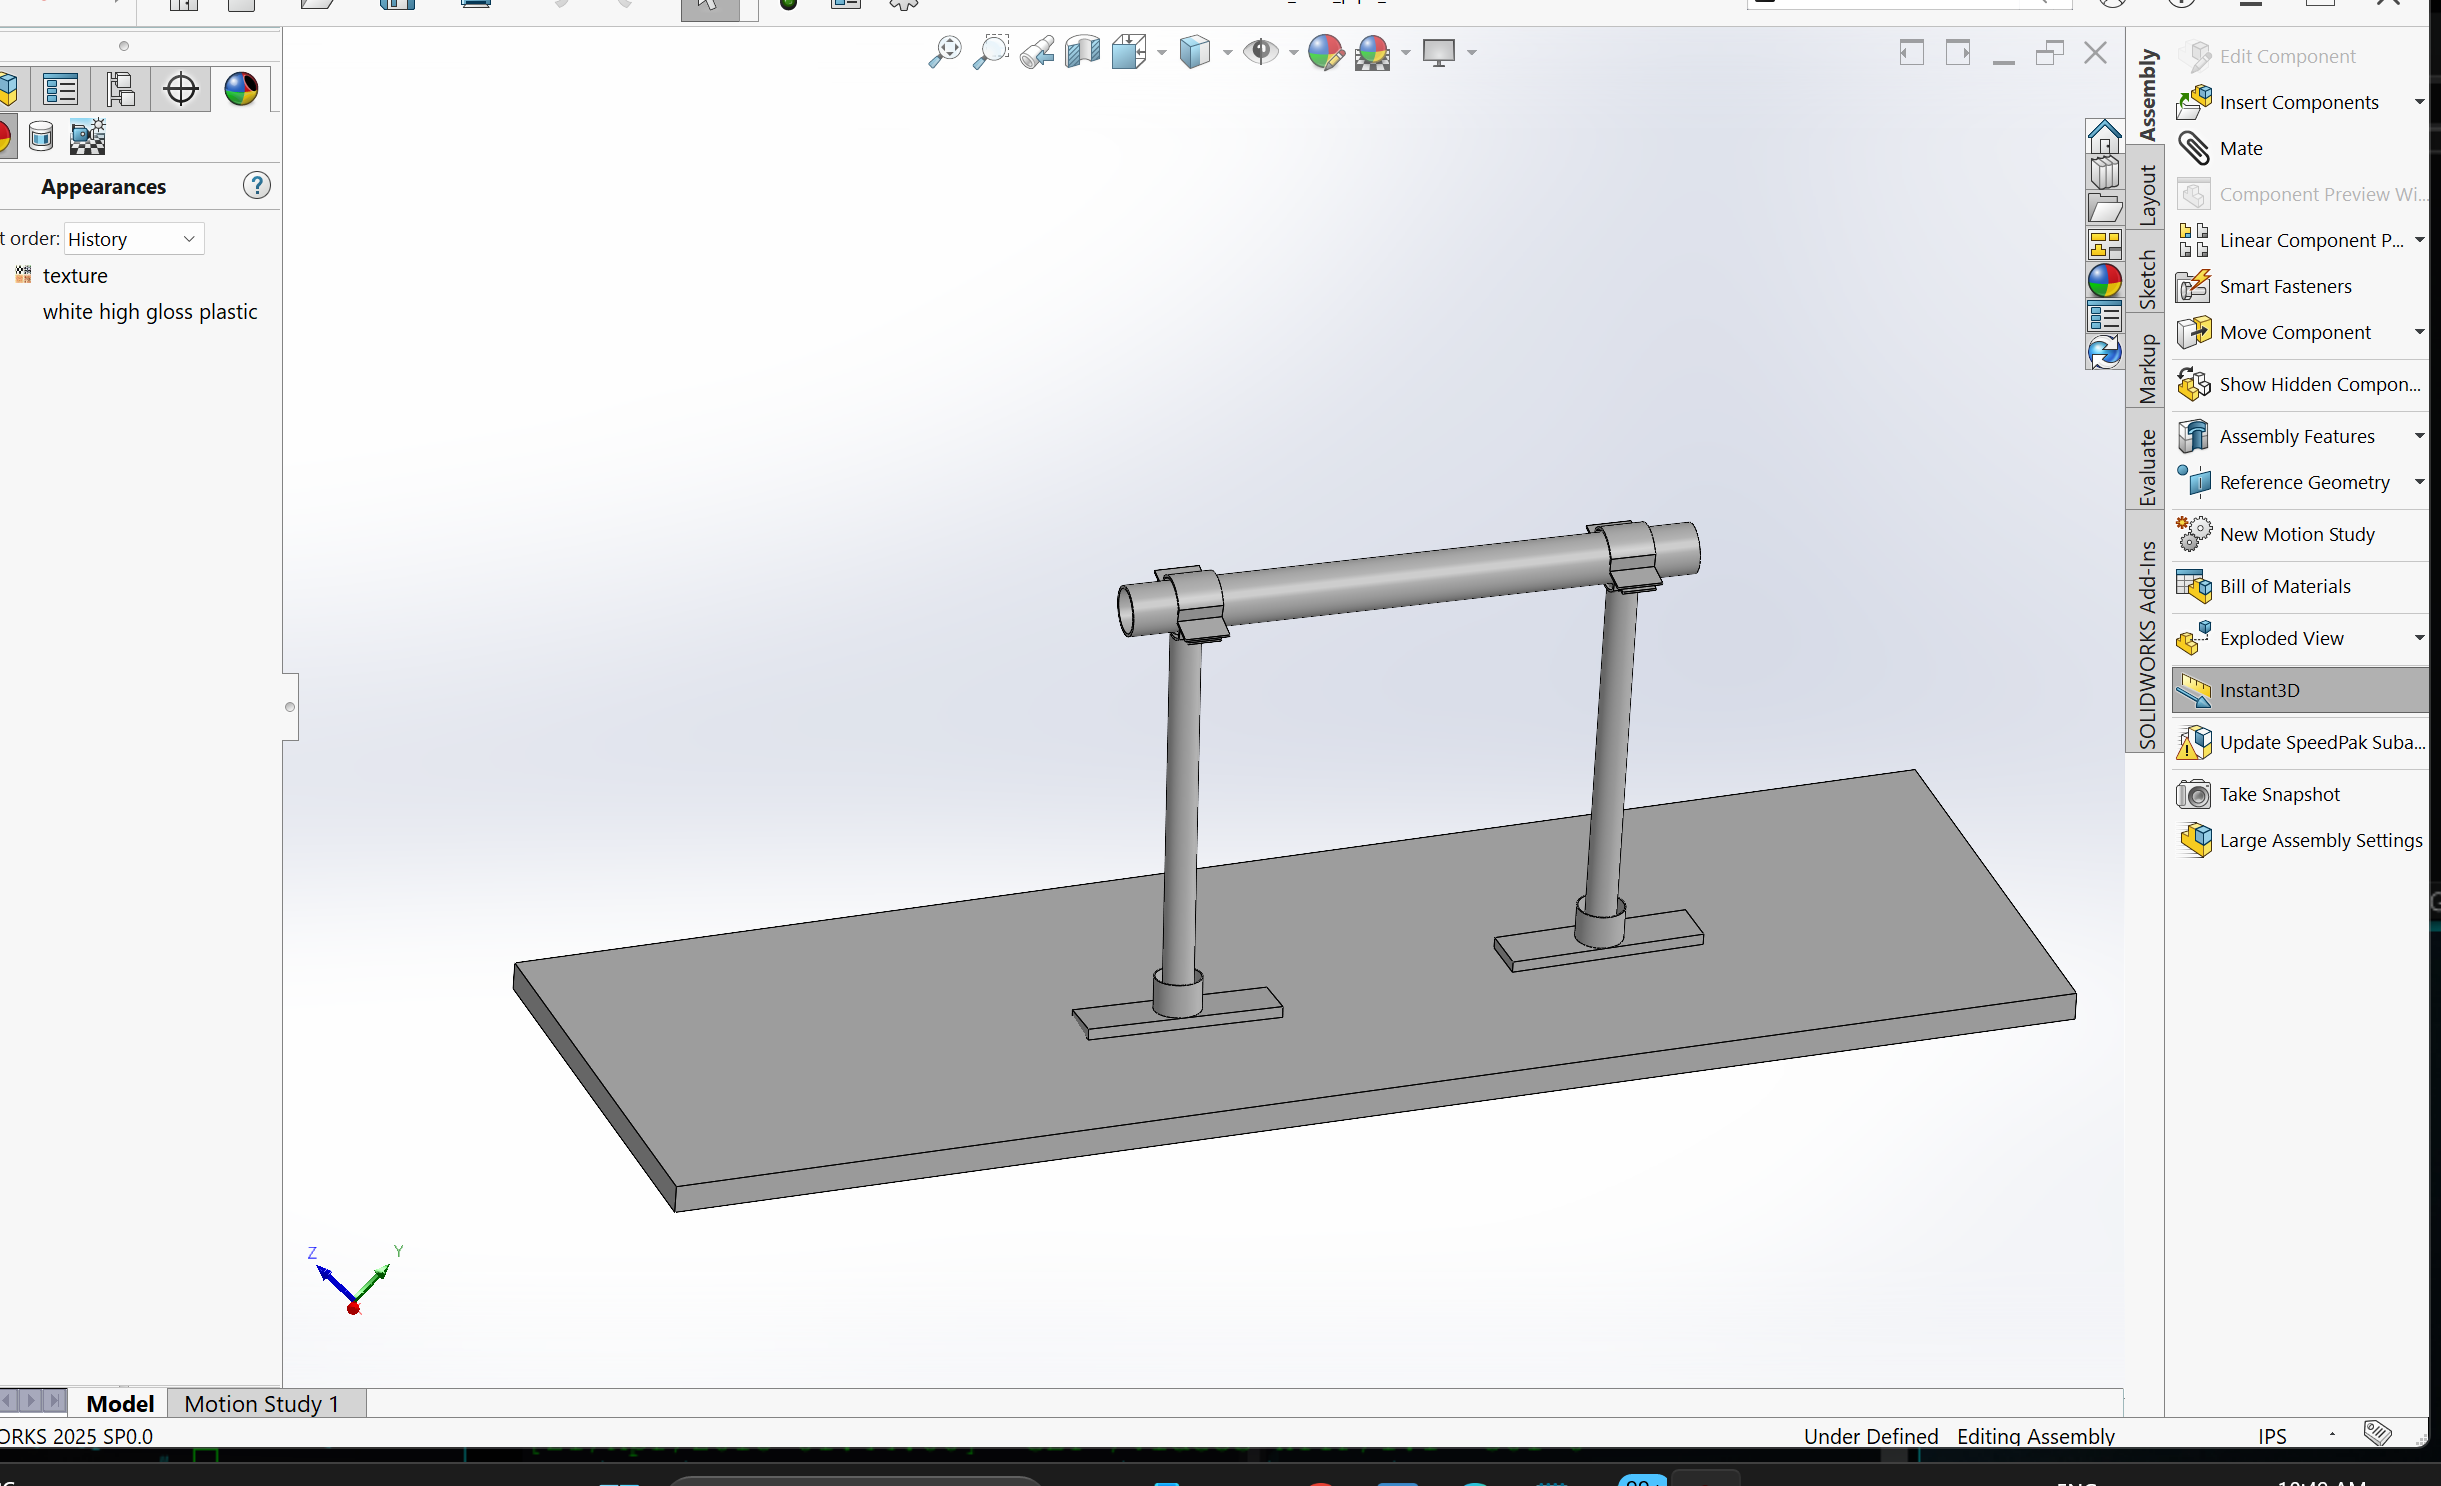 Appearances
t order: History
texture
white high gloss plastic
Z
Y
Assembly
Layout
Sketch
Markup
Evaluate
SOLIDWORKS Add-Ins
Edit Component
Insert Components
Mate
Component Preview Wi...
Linear Component P...
Smart Fasteners
Move Component
Show Hidden Compon...
Assembly Features
Reference Geometry
New Motion Study
Bill of Materials
Exploded View
Instant3D
Update SpeedPak Suba...
Take Snapshot
Large Assembly Settings
Model
Motion Study 1
ORKS 2025 SP0.0
Under Defined
Editing Assembly
IPS